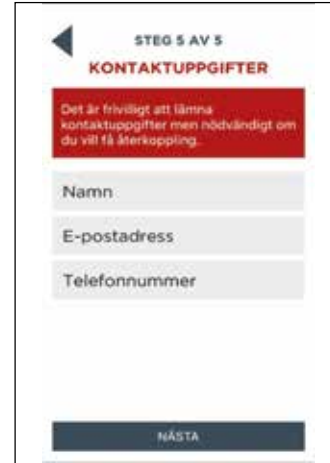 STEG 5 AV 5
KONTAKTUPPGIFTER
Det är frivilligt att lämna
kontaktuppgifter men nödvändigt om
du vill få återkoppling.
Namn
E-postadress
Telefonnummer
NÄSTA